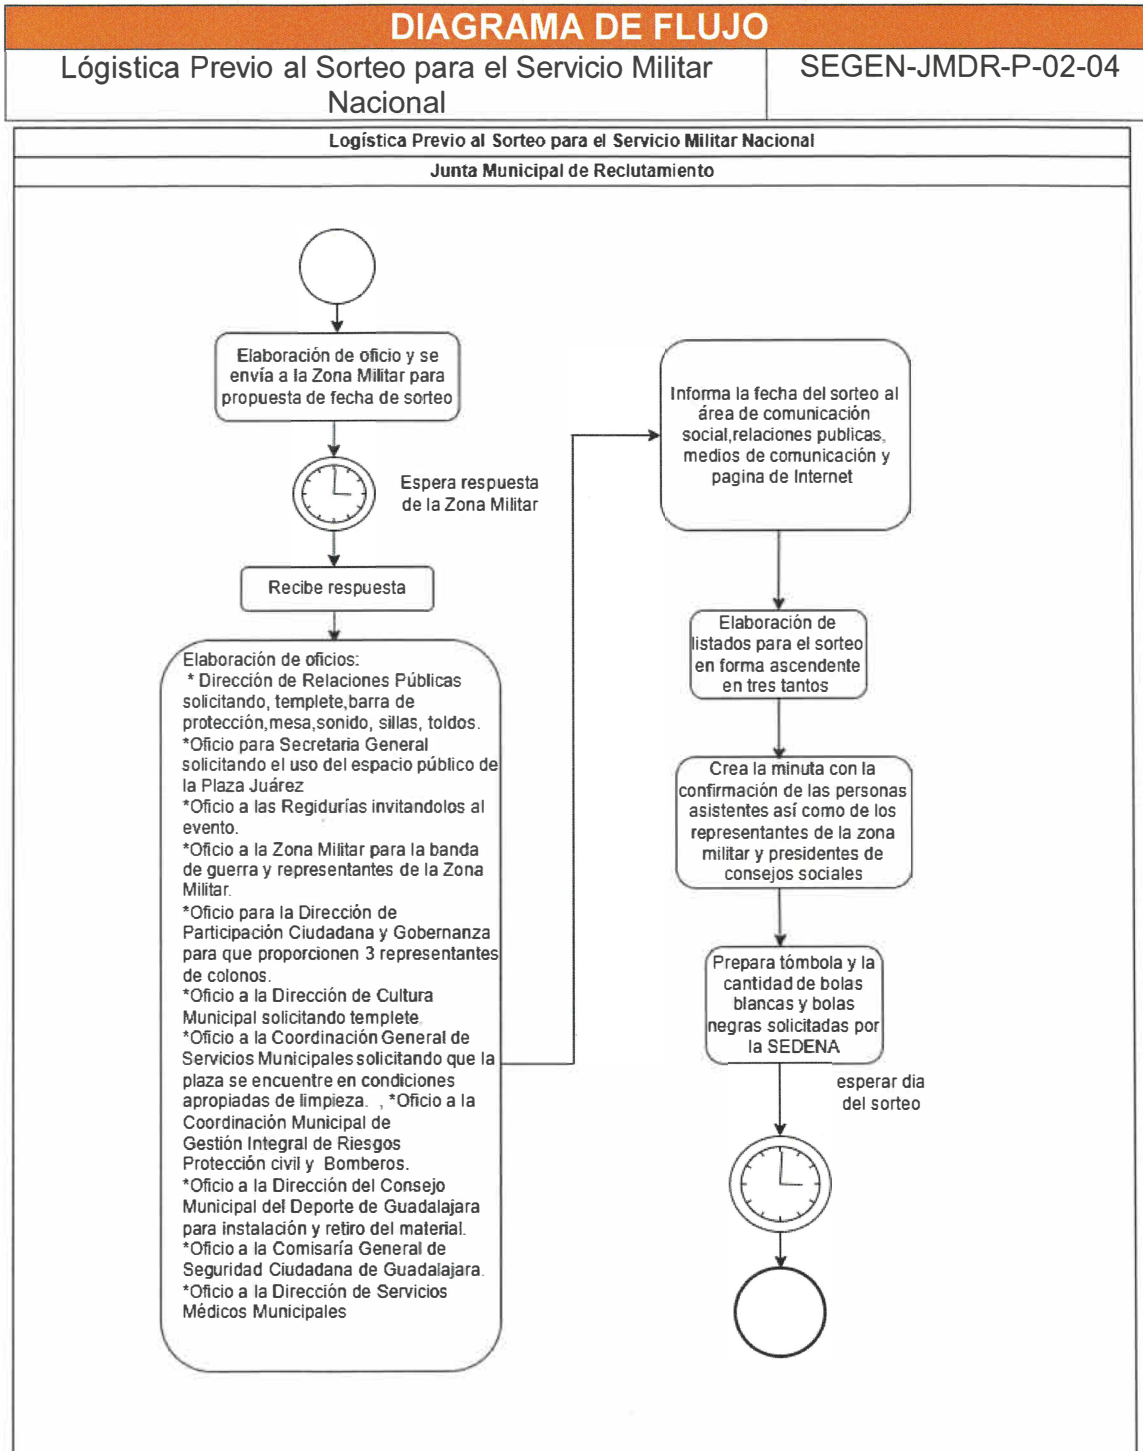 DIAGRAMA DE FLUJO
Lógistica Previo al Sorteo para el Servicio Militar
Nacional
SEGEN-JMDR-P-02-04
Logística Previo al Sorteo para el Servicio Militar Nacional
Junta Municipal de Reclutamiento
Elaboración de oficio y se
envía a la Zona Militar para
propuesta de fecha de sorteo
Espera respuesta
de la Zona Militar
Recibe respuesta
Elaboración de oficios:
* Dirección de Relaciones Públicas
solicitando, templete,barra de
protección,mesa,sonido, sillas, toldos.
*Oficio para Secretaria General
solicitando el uso del espacio público de
la Plaza Juárez
*Oficio a las Regidurías invitandolos al
evento.
*Oficio a la Zona Militar para la banda
de guerra y representantes de la Zona
Militar.
*Oficio para la Dirección de
Participación Ciudadana y Gobernanza
para que proporcionen 3 representantes
de colonos.
*Oficio a la Dirección de Cultura
Municipal solicitando templete.
*Oficio a la Coordinación General de
Servicios Municipales solicitando que la
plaza se encuentre en condiciones
apropiadas de limpieza. , *Oficio a la
Coordinación Municipal de
Gestión Integral de Riesgos
Protección civil y Bomberos.
*Oficio a la Dirección del Consejo
Municipal del Deporte de Guadalajara
para instalación y retiro del material.
*Oficio a la Comisaría General de
Seguridad Ciudadana de Guadalajara.
*Oficio a la Dirección de Servicios
Médicos Municipales
Informa la fecha del sorteo al
área de comunicación
social,relaciones publicas,
medios de comunicación y
pagina de Internet
Elaboración de
listados para el sorteo
en forma ascendente
en tres tantos
Crea la minuta con la
confirmación de las personas
asistentes así como de los
representantes de la zona
militar y presidentes de
consejos sociales
Prepara tómbola y la
cantidad de bolas
blancas y bolas
negras solicitadas por
la SEDENA
esperar dia
del sorteo